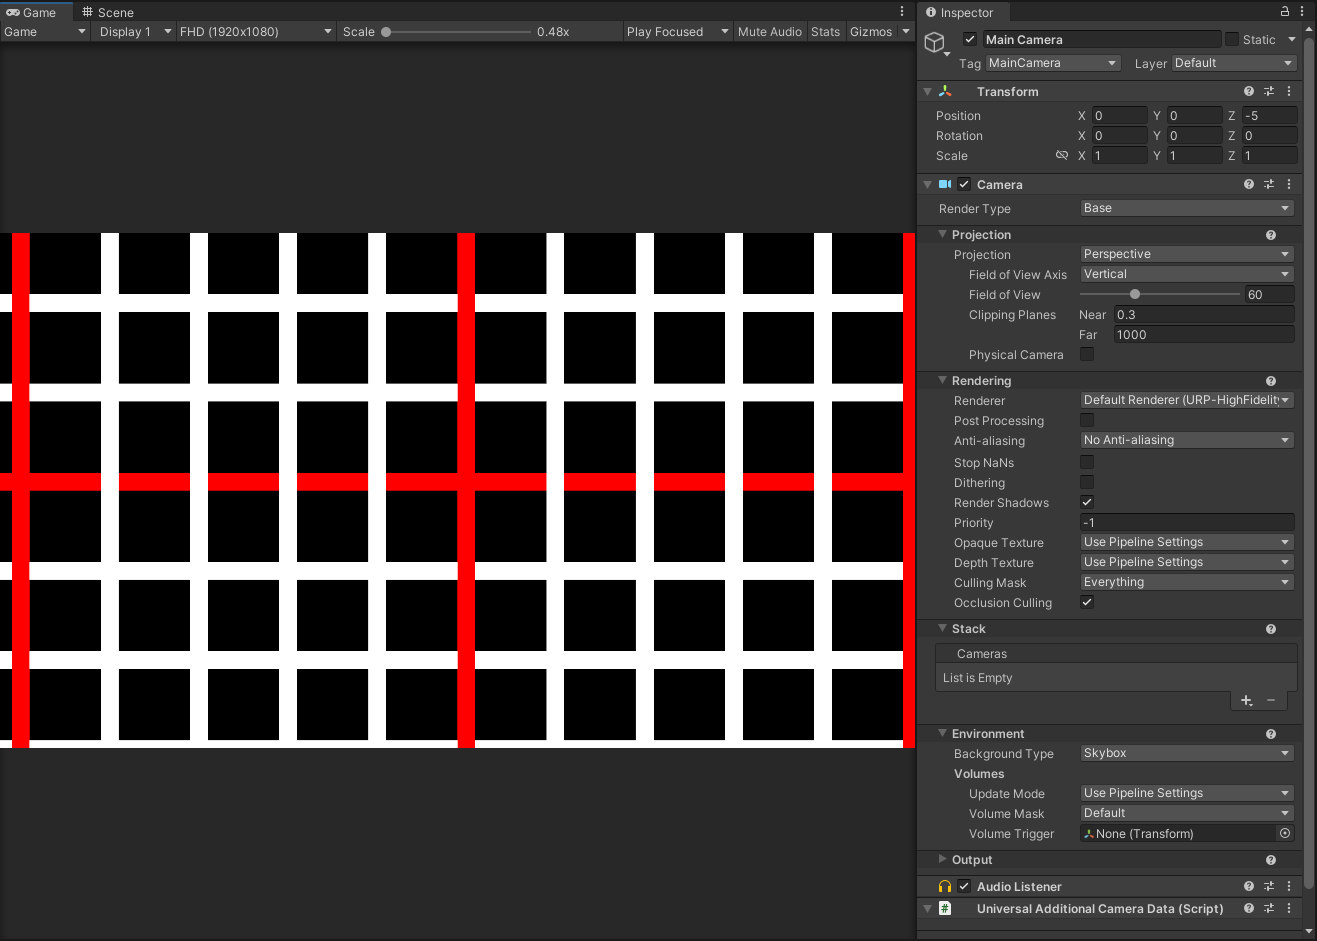 Game Scene
Game Display 1 FHD (1920x1080) Scale 0.48x Play Focused Mute Audio Stats Gizmos
Inspector
Main Camera Static
Tag MainCamera Layer Default
Transform
Position X 0 Y 0 Z -5
Rotation X 0 Y 0 Z 0
Scale X 1 Y 1 Z 1
Camera
Render Type Base
Projection
Projection Perspective
Field of View Axis Vertical
Field of View 60
Clipping Planes Near 0.3
Far 1000
Physical Camera
Rendering
Renderer Default Renderer (URP-HighFidelity
Post Processing
Anti-aliasing No Anti-aliasing
Stop NaNs
Dithering
Render Shadows
Priority -1
Opaque Texture Use Pipeline Settings
Depth Texture Use Pipeline Settings
Culling Mask Everything
Occlusion Culling
Stack
Cameras
List is Empty
Environment
Background Type Skybox
Volumes
Update Mode Use Pipeline Settings
Volume Mask Default
Volume Trigger None (Transform)
Output
Audio Listener
# Universal Additional Camera Data (Script)